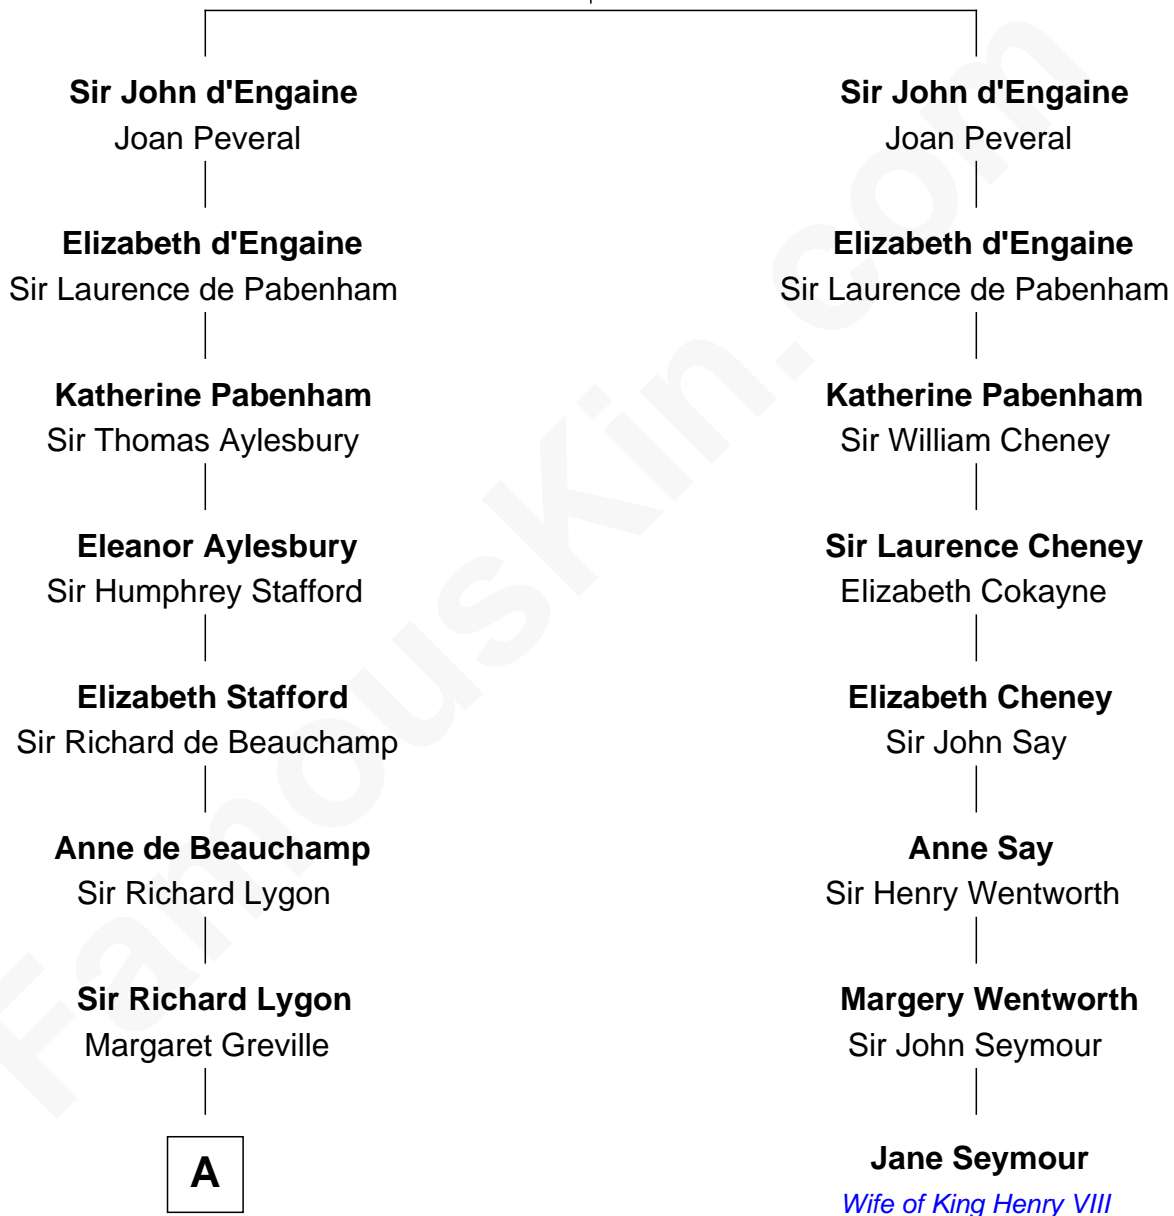 Sir John d'Engaine
Joan Peveral
Sir John d'Engaine
Joan Peveral
Elizabeth d'Engaine
Sir Laurence de Pabenham
Elizabeth d'Engaine
Sir Laurence de Pabenham
Katherine Pabenham
Sir Thomas Aylesbury
Katherine Pabenham
Sir William Cheney
Eleanor Aylesbury
Sir Humphrey Stafford
Sir Laurence Cheney
Elizabeth Cokayne
Elizabeth Stafford
Sir Richard de Beauchamp
Elizabeth Cheney
Sir John Say
Anne de Beauchamp
Sir Richard Lygon
Anne Say
Sir Henry Wentworth
Sir Richard Lygon
Margaret Greville
Margery Wentworth
Sir John Seymour
A
Jane Seymour
Wife of King Henry VIII
FamousKin.com